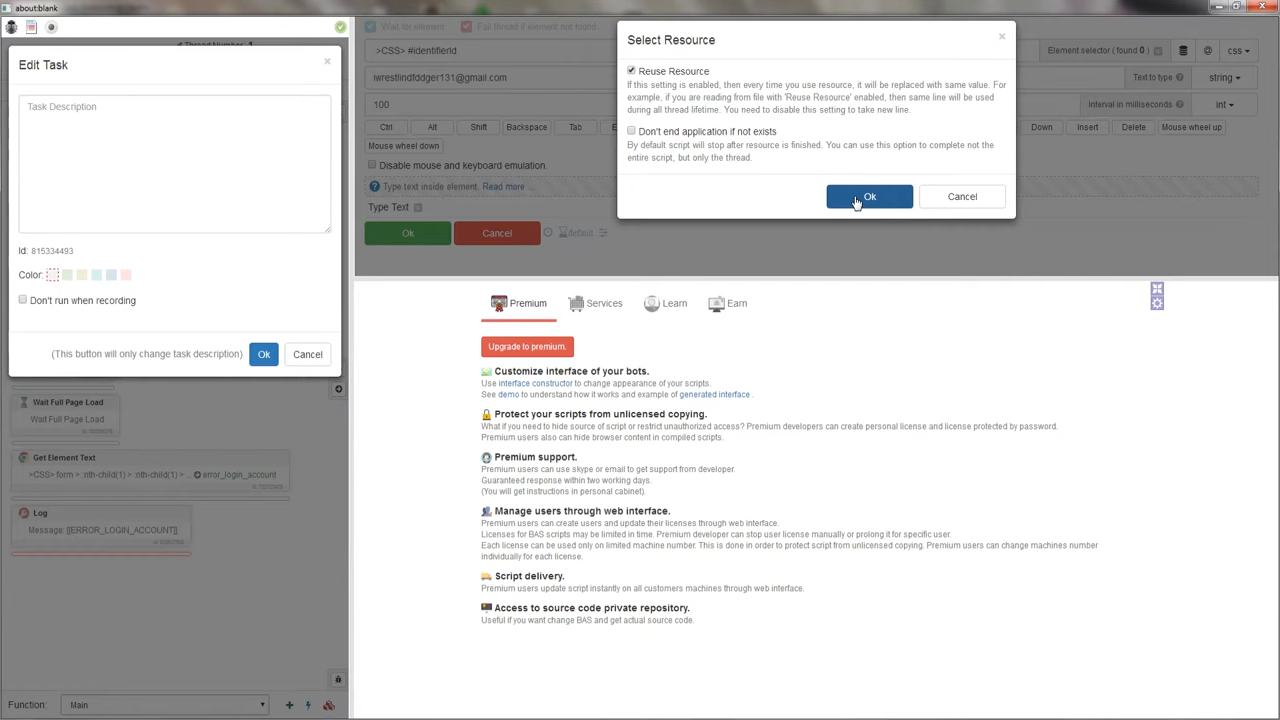 about:blank
Thread Number: 1
Edit Task
×
Task Description
Id: 815334493
Color:
Don't run when recording
(This button will only change task description) Ok Cancel
Wait Full Page Load
Wait Full Page Load
Get Element Text
>CSS> form > :nth-child(1) > :nth-child(1) > ... error_login_account
Log
Message: [[ERROR_LOGIN_ACCOUNT]]
Function: Main
Wait for element Fail thread if element not found
>CSS> #identifierId
Element selector ( found 0 ) css
iwrestlindfddger131@gmail.com
Text to type string
100
Interval in milliseconds int
Ctrl Alt Shift Backspace Tab Down Insert Delete Mouse wheel up
Mouse wheel down
Disable mouse and keyboard emulation.
Type text inside element. Read more ...
Type Text
Ok Cancel default
Select Resource
×
Reuse Resource
If this setting is enabled, then every time you use resource, it will be replaced with same value. For
example, if you are reading from file with 'Reuse Resource' enabled, then same line will be used
during all thread lifetime. You need to disable this setting to take new line.
Don't end application if not exists
By default script will stop after resource is finished. You can use this option to complete not the
entire script, but only the thread.
Ok Cancel
Premium Services Learn Earn
Upgrade to premium.
Customize interface of your bots.
Use interface constructor to change appearance of your scripts.
See demo to understand how it works and example of generated interface .
Protect your scripts from unlicensed copying.
What if you need to hide source of script or restrict unauthorized access? Premium developers can create personal license and license protected by password.
Premium users also can hide browser content in compiled scripts.
Premium support.
Premium users can use skype or email to get support from developer.
Guaranteed response within two working days.
(You will get instructions in personal cabinet).
Manage users through web interface.
Premium users can create users and update their licenses through web interface.
Licenses for BAS scripts may be limited in time. Premium developer can stop user license manually or prolong it for specific user.
Each license can be used only on limited machine number. This is done in order to protect script from unlicensed copying. Premium users can change machines number
individually for each license.
Script delivery.
Premium users update script instantly on all customers machines through web interface.
Access to source code private repository.
Useful if you want change BAS and get actual source code.